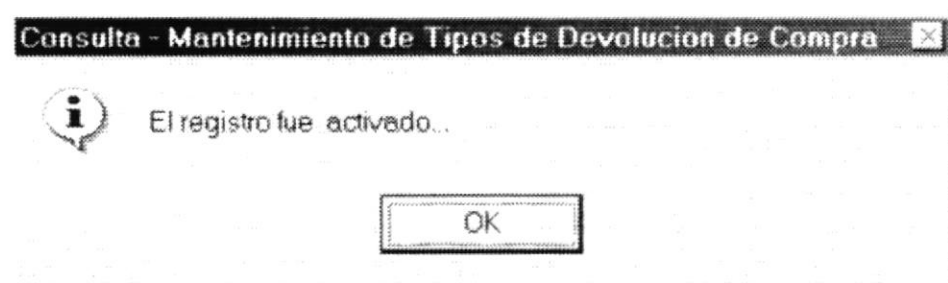 Consulta - Mantenimiento de Tipos de Devolucion de Compra
El registro fue activado...
OK